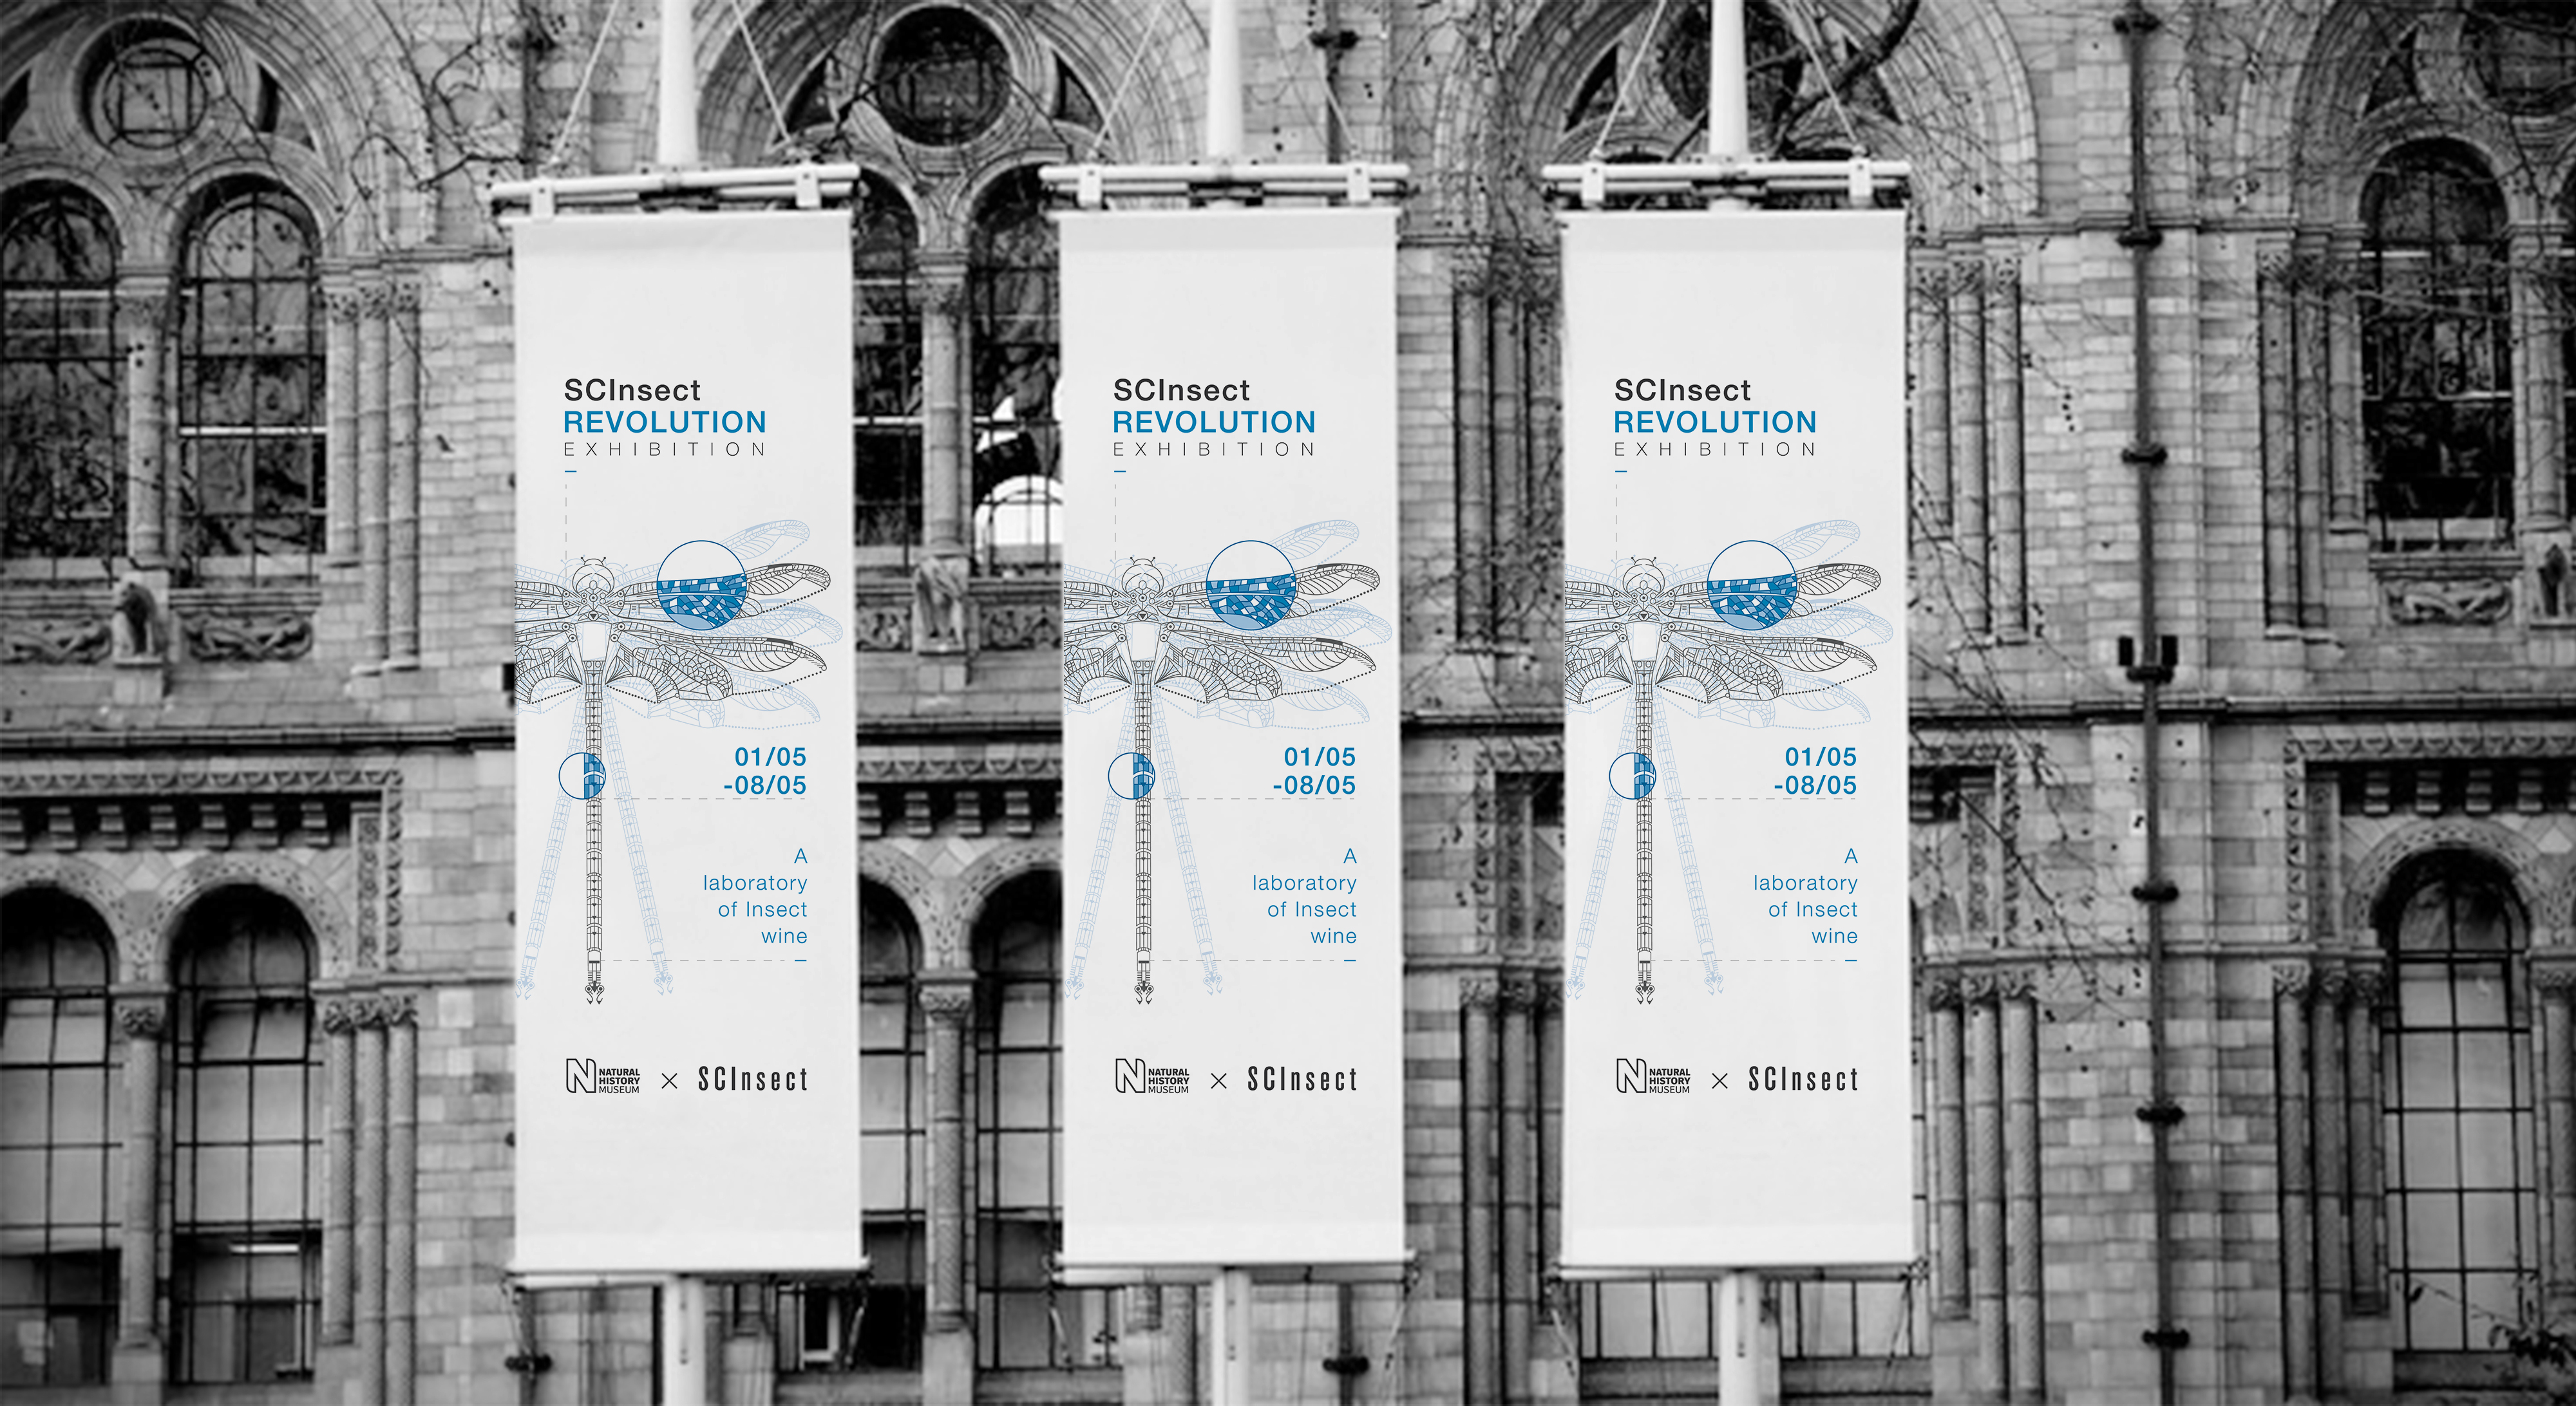 SCInsect
REVOLUTION
EXHIBITION
01/05
-08/05
A
laboratory
of Insect
wine
N NATURAL
HISTORY
MUSEUM
× SCInsect
SCInsect
REVOLUTION
EXHIBITION
01/05
-08/05
A
laboratory
of Insect
wine
N NATURAL
HISTORY
MUSEUM
× SCInsect
SCInsect
REVOLUTION
EXHIBITION
01/05
-08/05
A
laboratory
of Insect
wine
N NATURAL
HISTORY
MUSEUM
× SCInsect